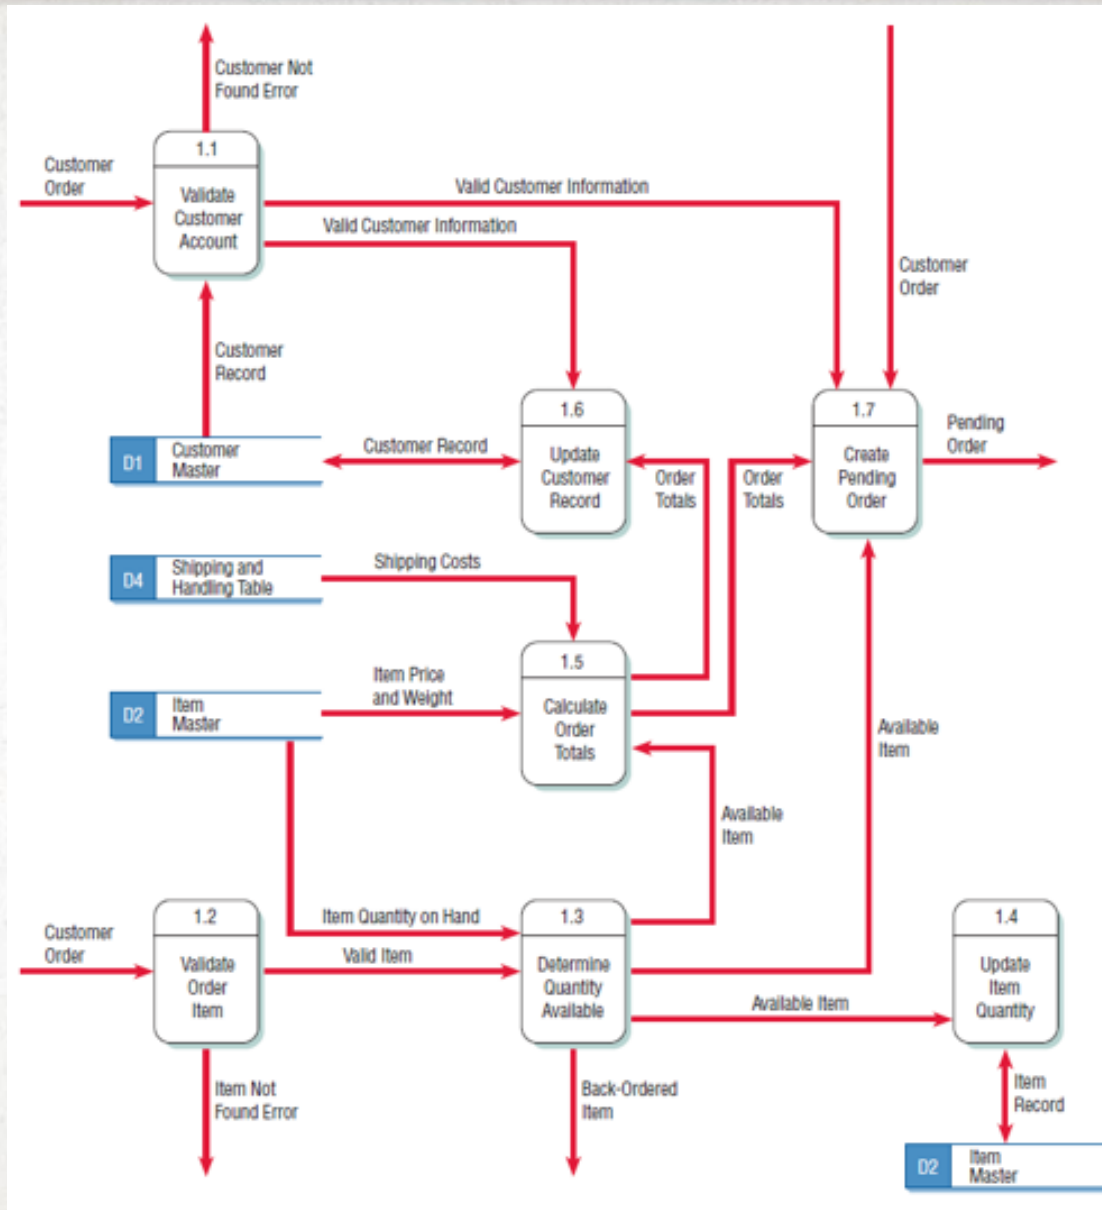 Customer Not
Found Error
1.1
Customer
Order
Validate
Customer
Account
Valid Customer Information
Valid Customer Information
Customer
Order
Customer
Record
1.6
1.7
D1
Customer
Master
Customer Record
Update
Customer
Record
Order
Totals
Order
Totals
Create
Pending
Order
Pending
Order
D4
Shipping and
Handling Table
Shipping Costs
1.5
D2
Item
Master
Item Price
and Weight
Calculate
Order
Totals
Available
Item
Available
Item
1.2
Customer
Order
Validate
Order
Item
Item Quantity on Hand
Valid Item
1.3
Determine
Quantity
Available
Available Item
1.4
Update
Item
Quantity
Item Not
Found Error
Back-Ordered
Item
Item
Record
D2
Item
Master